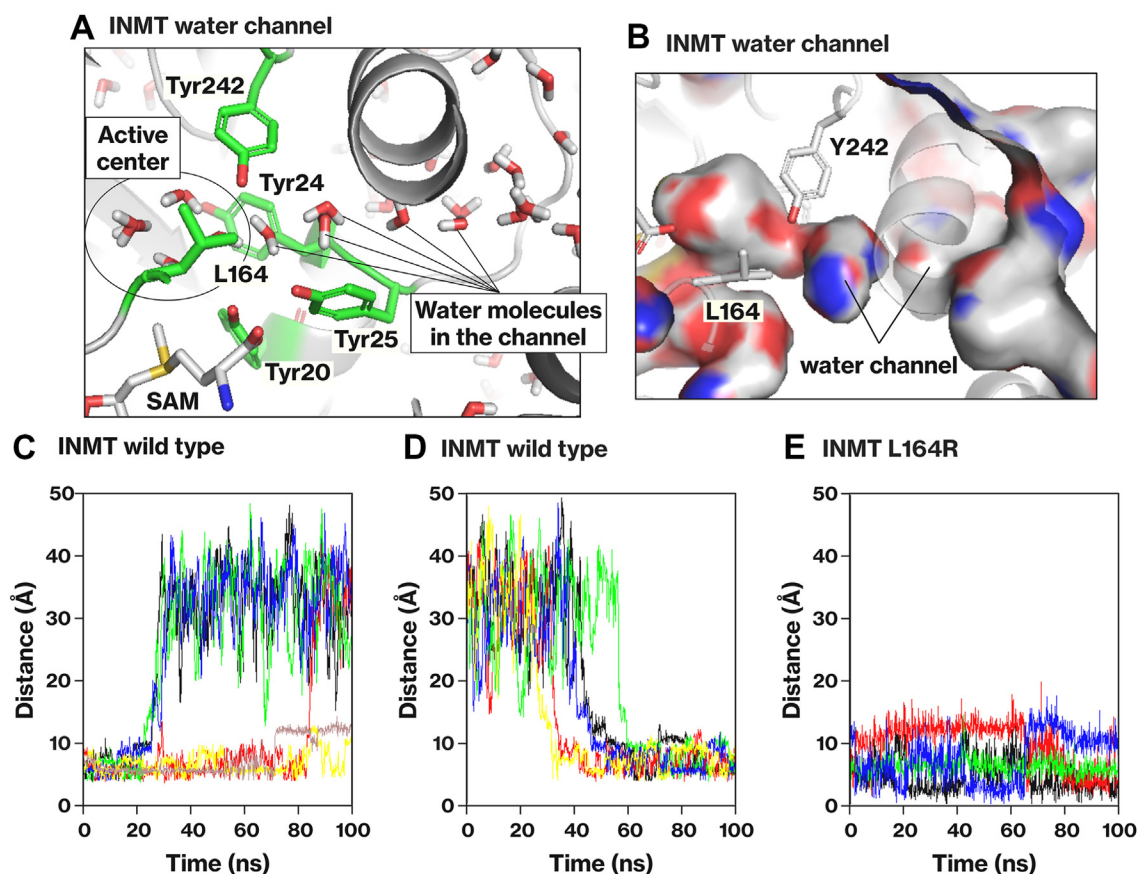 A INMT water channel
Tyr242
Active
center
Tyr24
L164
Water molecules
in the channel
Tyr25
Tyr20
SAM
B INMT water channel
Y242
L164
water channel
C INMT wild type
50
40
30
20
10
0
Distance (Å)
0 20 40 60 80 100
Time (ns)
D INMT wild type
50
40
30
20
10
0
Distance (Å)
0 20 40 60 80 100
Time (ns)
E INMT L164R
50
40
30
20
10
0
Distance (Å)
0 20 40 60 80 100
Time (ns)